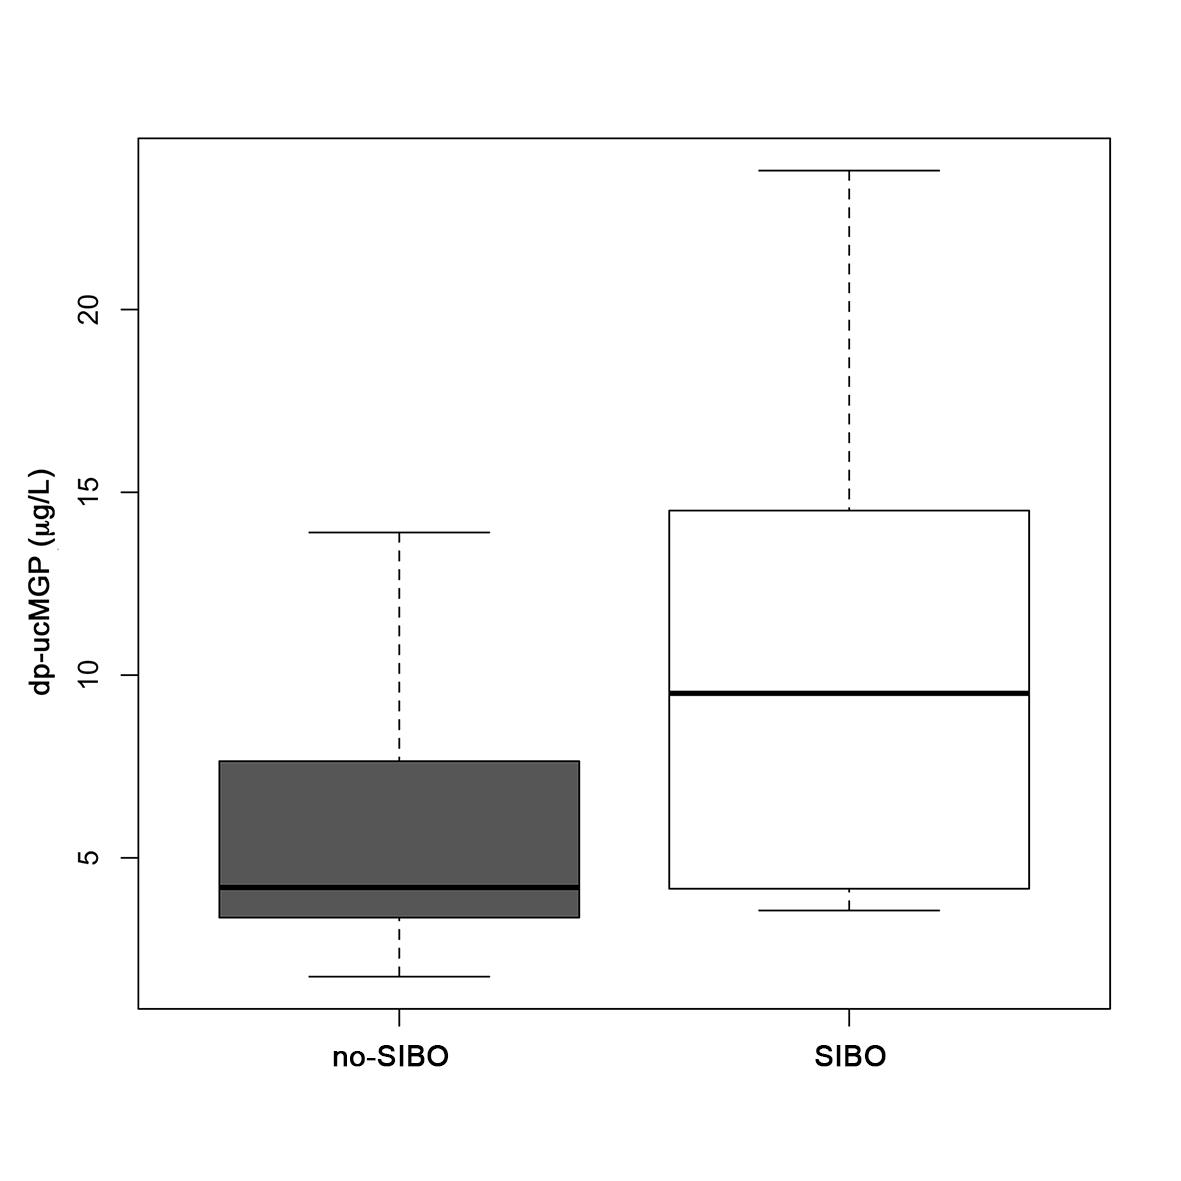 dp-ucMGP (μg/L)
20
15
10
5
no-SIBO
SIBO